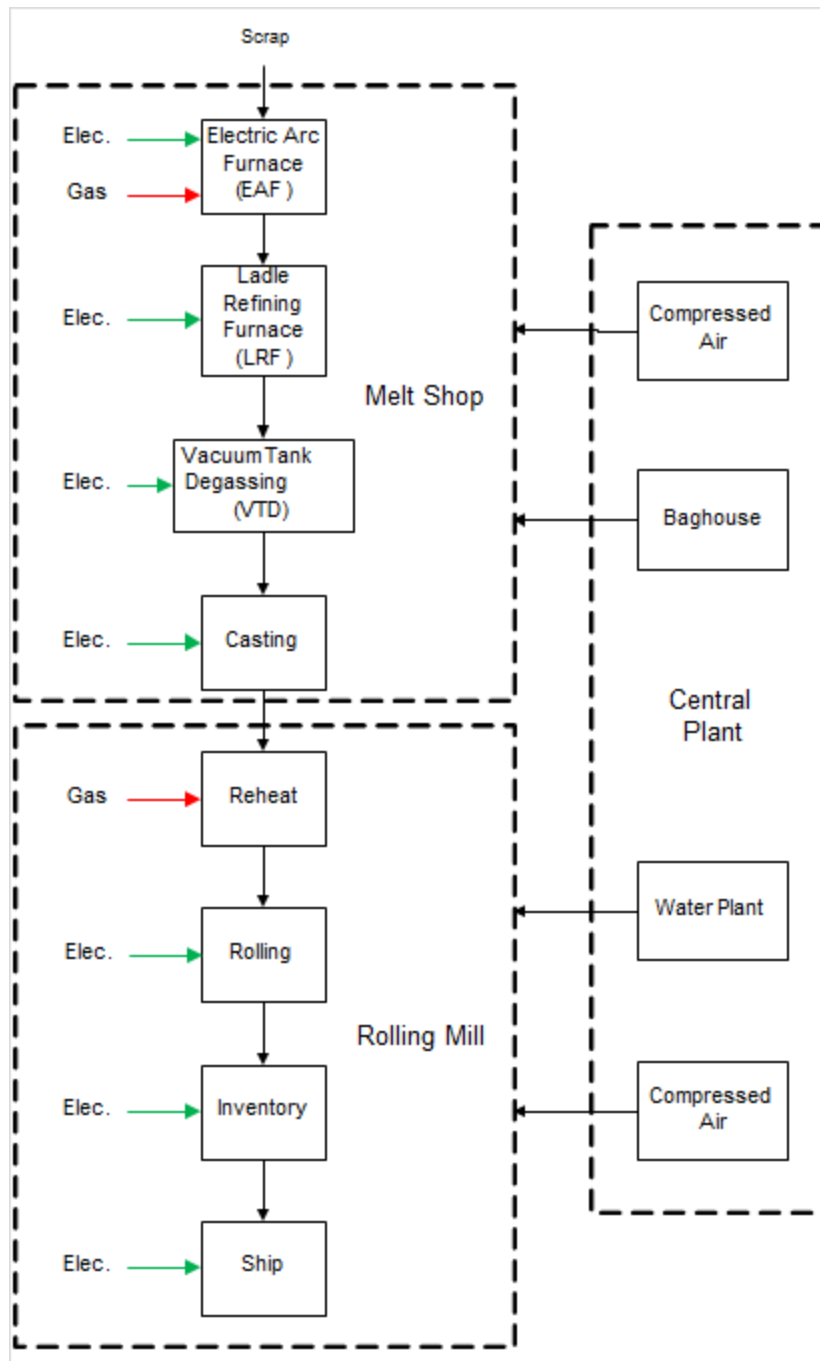 Scrap
Elec.
Gas
Electric Arc
Furnace
(EAF )
Elec.
Ladle
Refining
Furnace
(LRF )
Melt Shop
Elec.
Vacuum Tank
Degassing
(VTD)
Elec.
Casting
Gas
Reheat
Elec.
Rolling
Rolling Mill
Elec.
Inventory
Elec.
Ship
Compressed
Air
Baghouse
Central
Plant
Water Plant
Compressed
Air